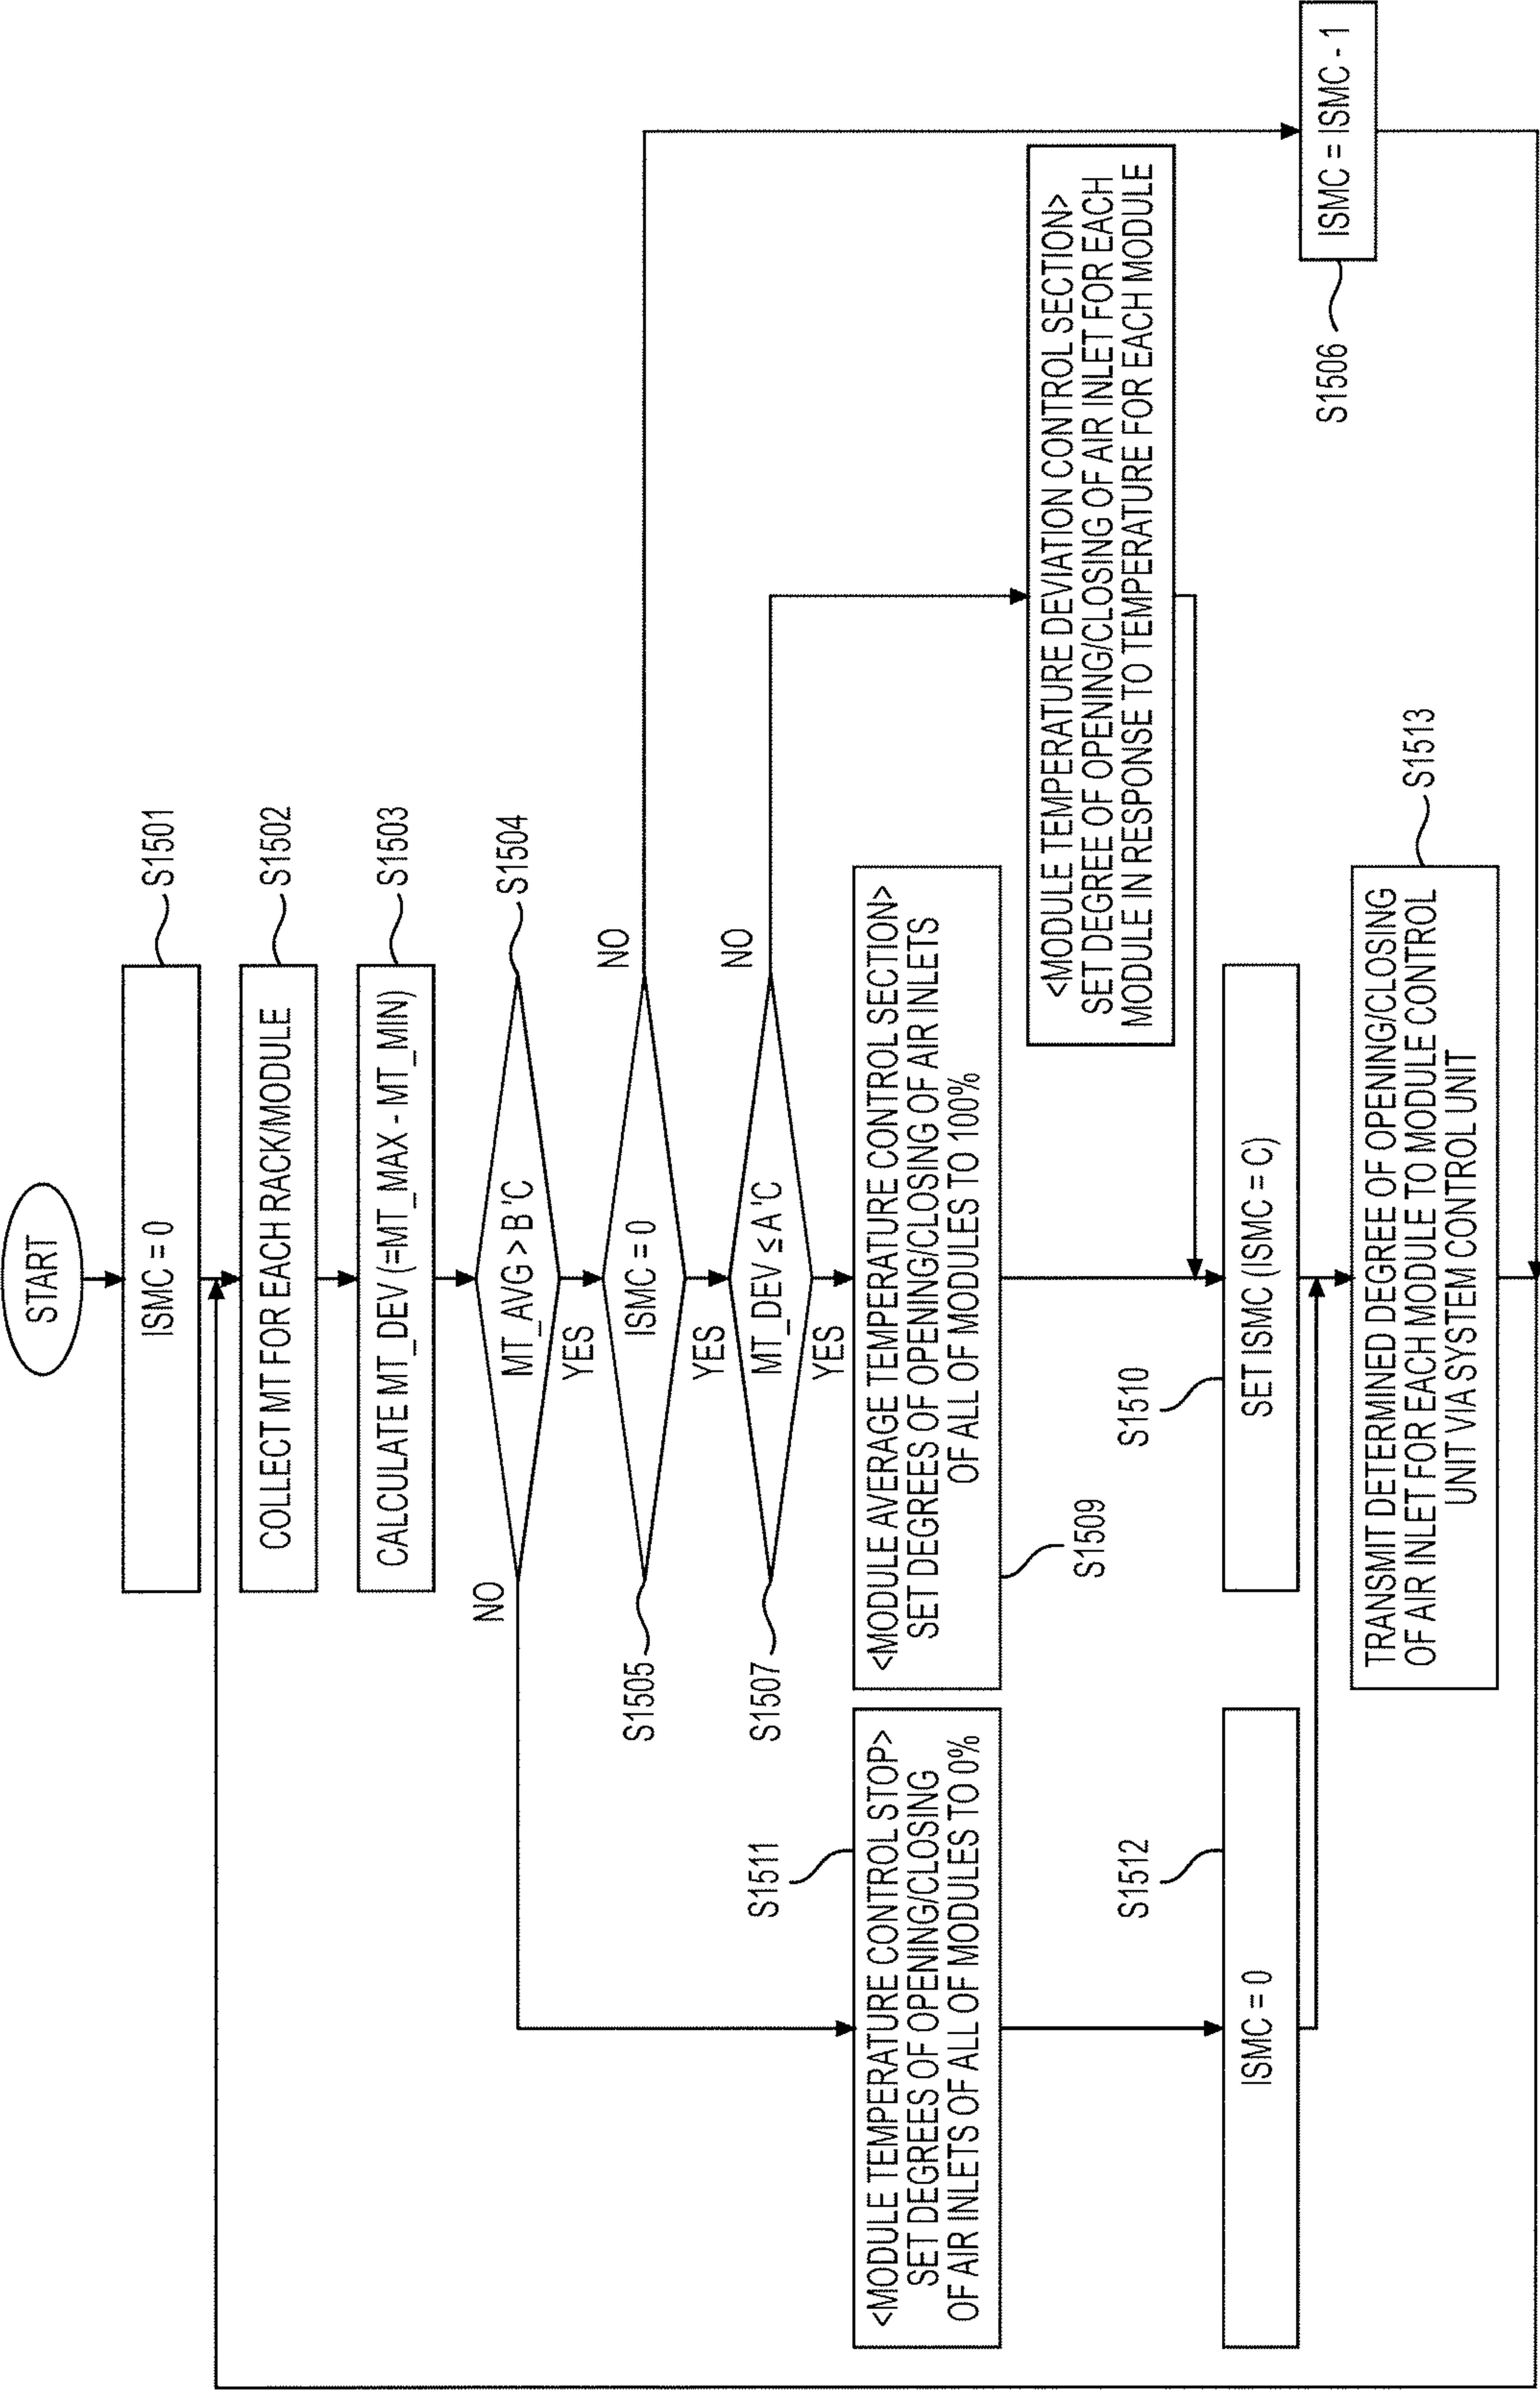 START
ISMC = 0
S1501
COLLECT MT FOR EACH RACK/MODULE
S1502
CALCULATE MT_DEV (=MT_MAX - MT_MIN)
S1503
MT_AVG > B 'C
S1504
NO
YES
ISMC = 0
S1505
NO
YES
MT_DEV ≤ A 'C
S1507
NO
YES
<MODULE TEMPERATURE CONTROL STOP>
SET DEGREES OF OPENING/CLOSING
OF AIR INLETS OF ALL OF MODULES TO 0%
S1511
<MODULE AVERAGE TEMPERATURE CONTROL SECTION>
SET DEGREES OF OPENING/CLOSING OF AIR INLETS
OF ALL OF MODULES TO 100%
S1509
<MODULE TEMPERATURE DEVIATION CONTROL SECTION>
SET DEGREE OF OPENING/CLOSING OF AIR INLET FOR EACH
MODULE IN RESPONSE TO TEMPERATURE FOR EACH MODULE
ISMC = 0
S1512
SET ISMC (ISMC = C)
S1510
ISMC = ISMC - 1
S1506
TRANSMIT DETERMINED DEGREE OF OPENING/CLOSING
OF AIR INLET FOR EACH MODULE TO MODULE CONTROL
UNIT VIA SYSTEM CONTROL UNIT
S1513